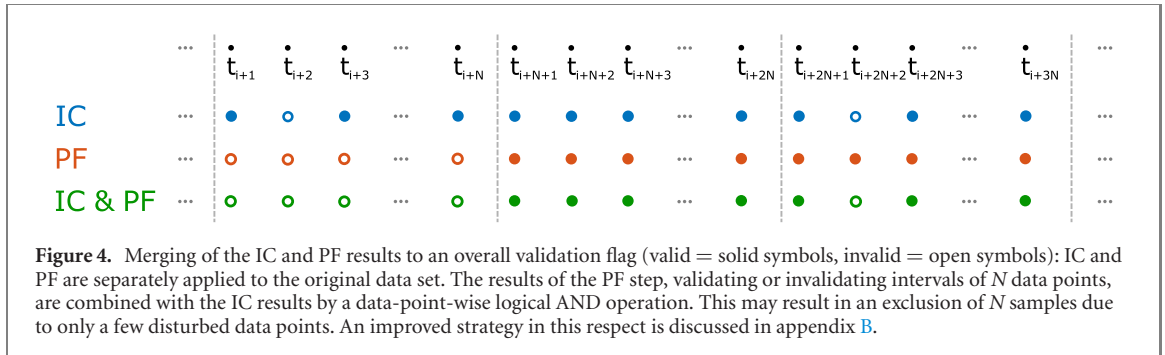 ... t_{i+1} t_{i+2} t_{i+3} ... t_{i+N} t_{i+N+1} t_{i+N+2} t_{i+N+3} ... t_{i+2N} t_{i+2N+1} t_{i+2N+2} t_{i+2N+3} ... t_{i+3N} ...
IC ... ... ... ... ...
PF ... ... ... ... ...
IC & PF ... ... ... ... ...
Figure 4. Merging of the IC and PF results to an overall validation flag (valid = solid symbols, invalid = open symbols): IC and
PF are separately applied to the original data set. The results of the PF step, validating or invalidating intervals of N data points,
are combined with the IC results by a data-point-wise logical AND operation. This may result in an exclusion of N samples due
to only a few disturbed data points. An improved strategy in this respect is discussed in appendix B.